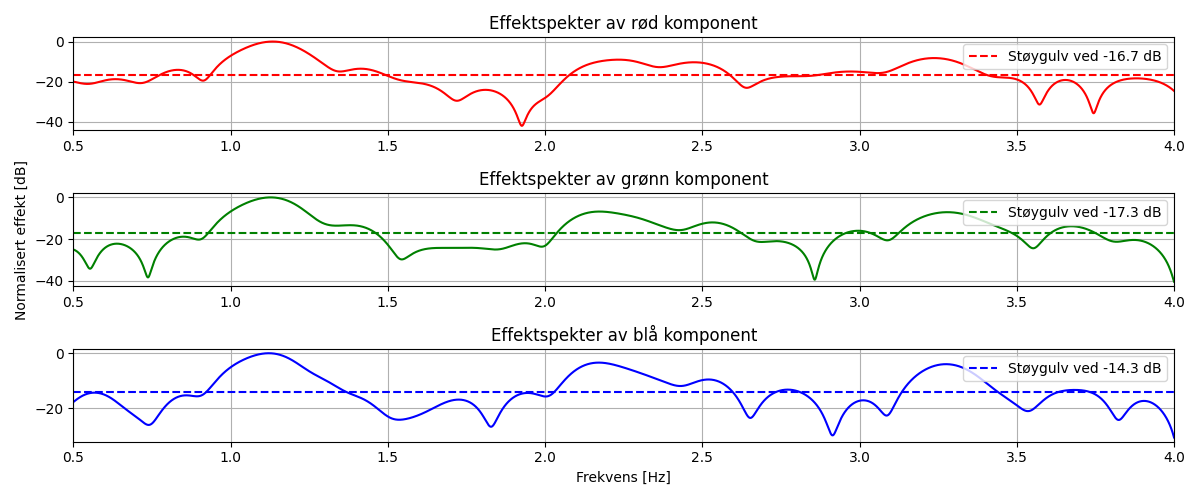 Effektspekter av rød komponent
0
−20
−40
Støygulv ved -16.7 dB
0.5 1.0 1.5 2.0 2.5 3.0 3.5 4.0
Effektspekter av grønn komponent
Normalisert effekt [dB]
0
−20
−40
Støygulv ved -17.3 dB
0.5 1.0 1.5 2.0 2.5 3.0 3.5 4.0
Effektspekter av blå komponent
0
−20
Støygulv ved -14.3 dB
0.5 1.0 1.5 2.0 2.5 3.0 3.5 4.0
Frekvens [Hz]